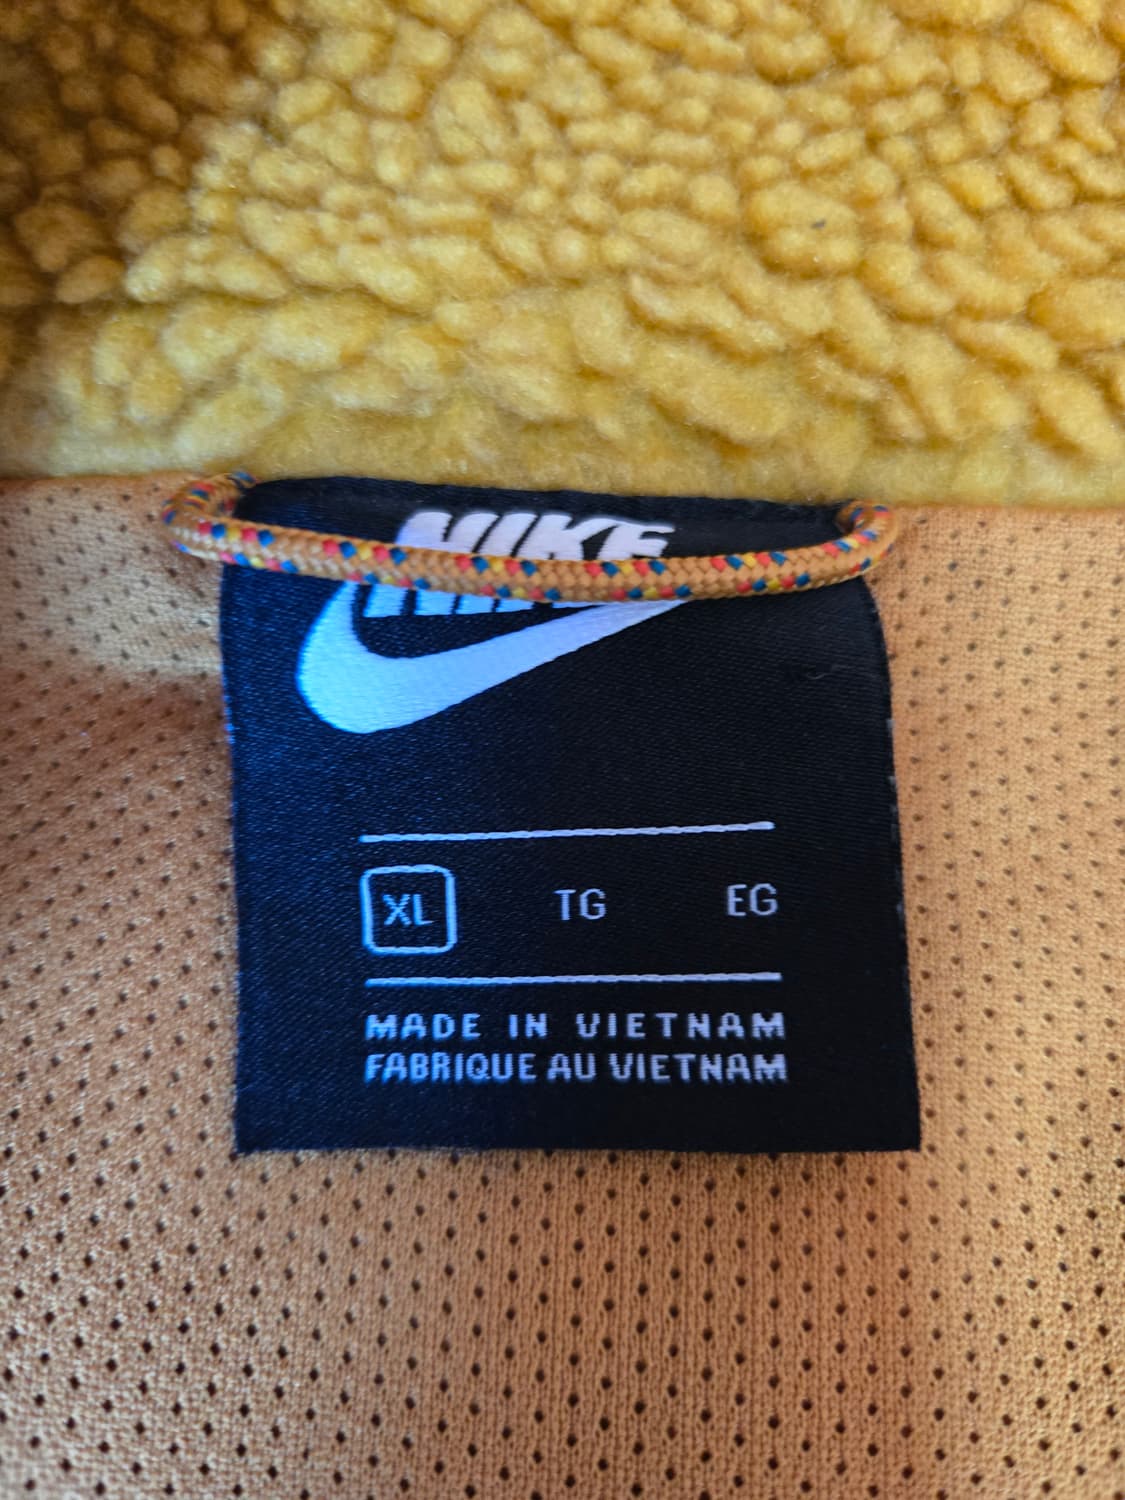 NIKE
XL TG EG
MADE IN VIETNAM
FABRIQUE AU VIETNAM